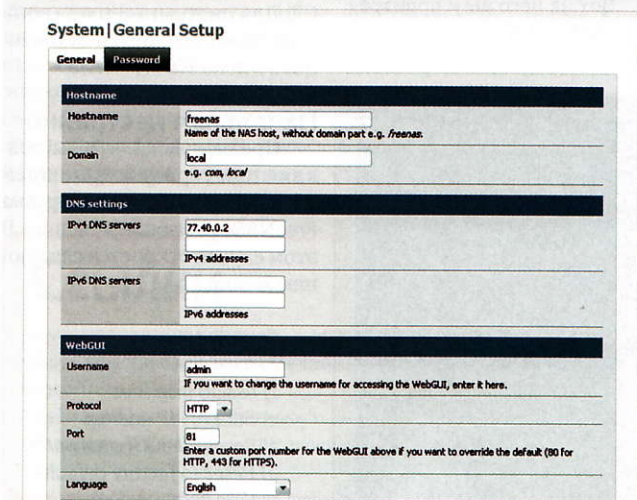 System|General Setup
General Password
Hostname
Hostname freenas
Name of the NAS host, without domain part e.g. freenas.
Domain local
e.g. com, local
DNS settings
IPv4 DNS servers 77.40.0.2
IPv4 addresses
IPv6 DNS servers
IPv6 addresses
WebGUI
Username admin
If you want to change the username for accessing the WebGUI, enter it here.
Protocol HTTP
Port 81
Enter a custom port number for the WebGUI above if you want to override the default (80 for
HTTP, 443 for HTTPS).
Language English